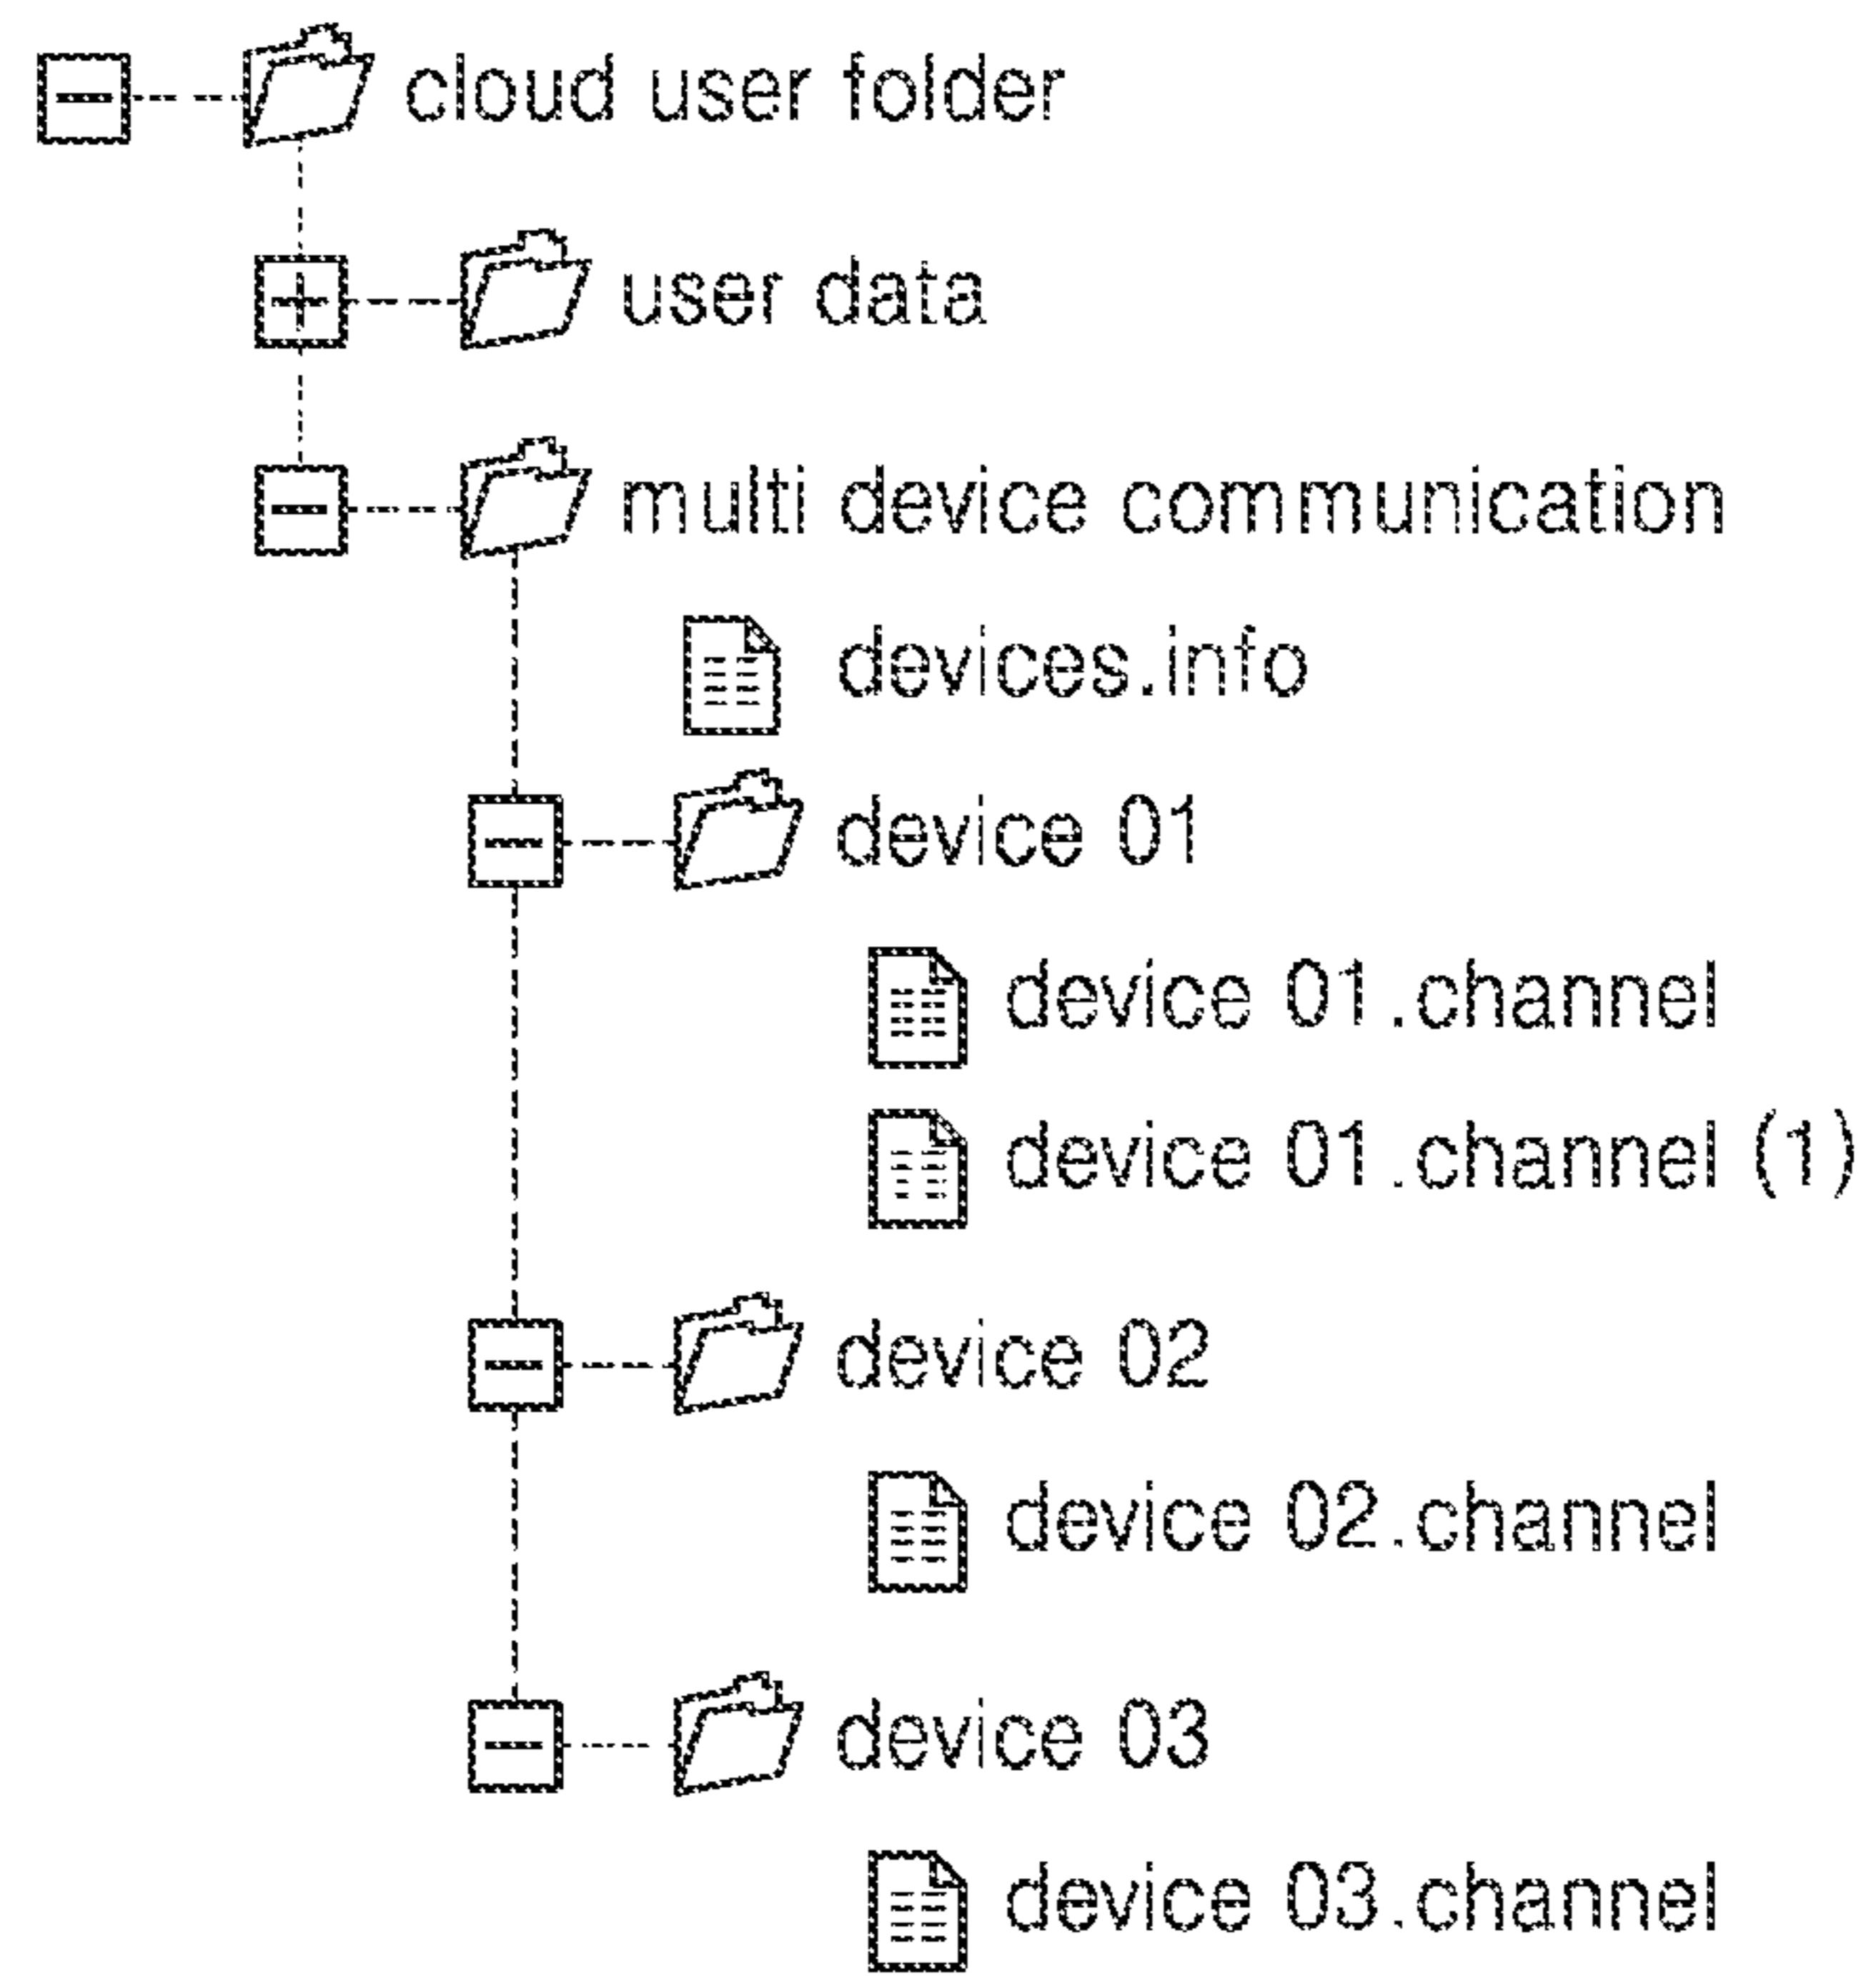 cloud user folder
user data
multi device communication
devices.info
device 01
device 01.channel
device 01.channel (1)
device 02
device 02.channel
device 03
device 03.channel